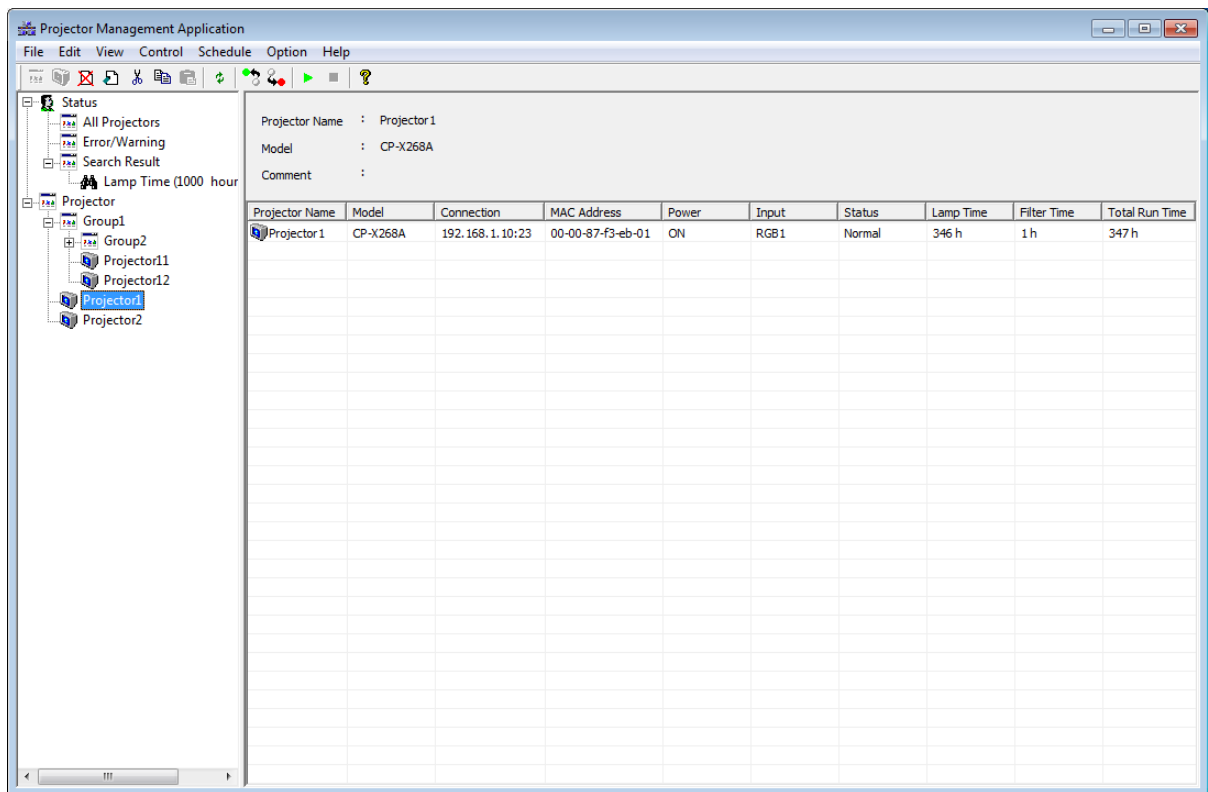 Projector Management Application
File Edit View Control Schedule Option Help
Status
All Projectors
Error/Warning
Search Result
Lamp Time (1000 hour
Projector
Group1
Group2
Projector11
Projector12
Projector1
Projector2
Projector Name : Projector1
Model : CP-X268A
Comment :
Projector Name Model Connection MAC Address Power Input Status Lamp Time Filter Time Total Run Time
Projector1 CP-X268A 192.168.1.10:23 00-00-87-f3-eb-01 ON RGB1 Normal 346 h 1 h 347 h